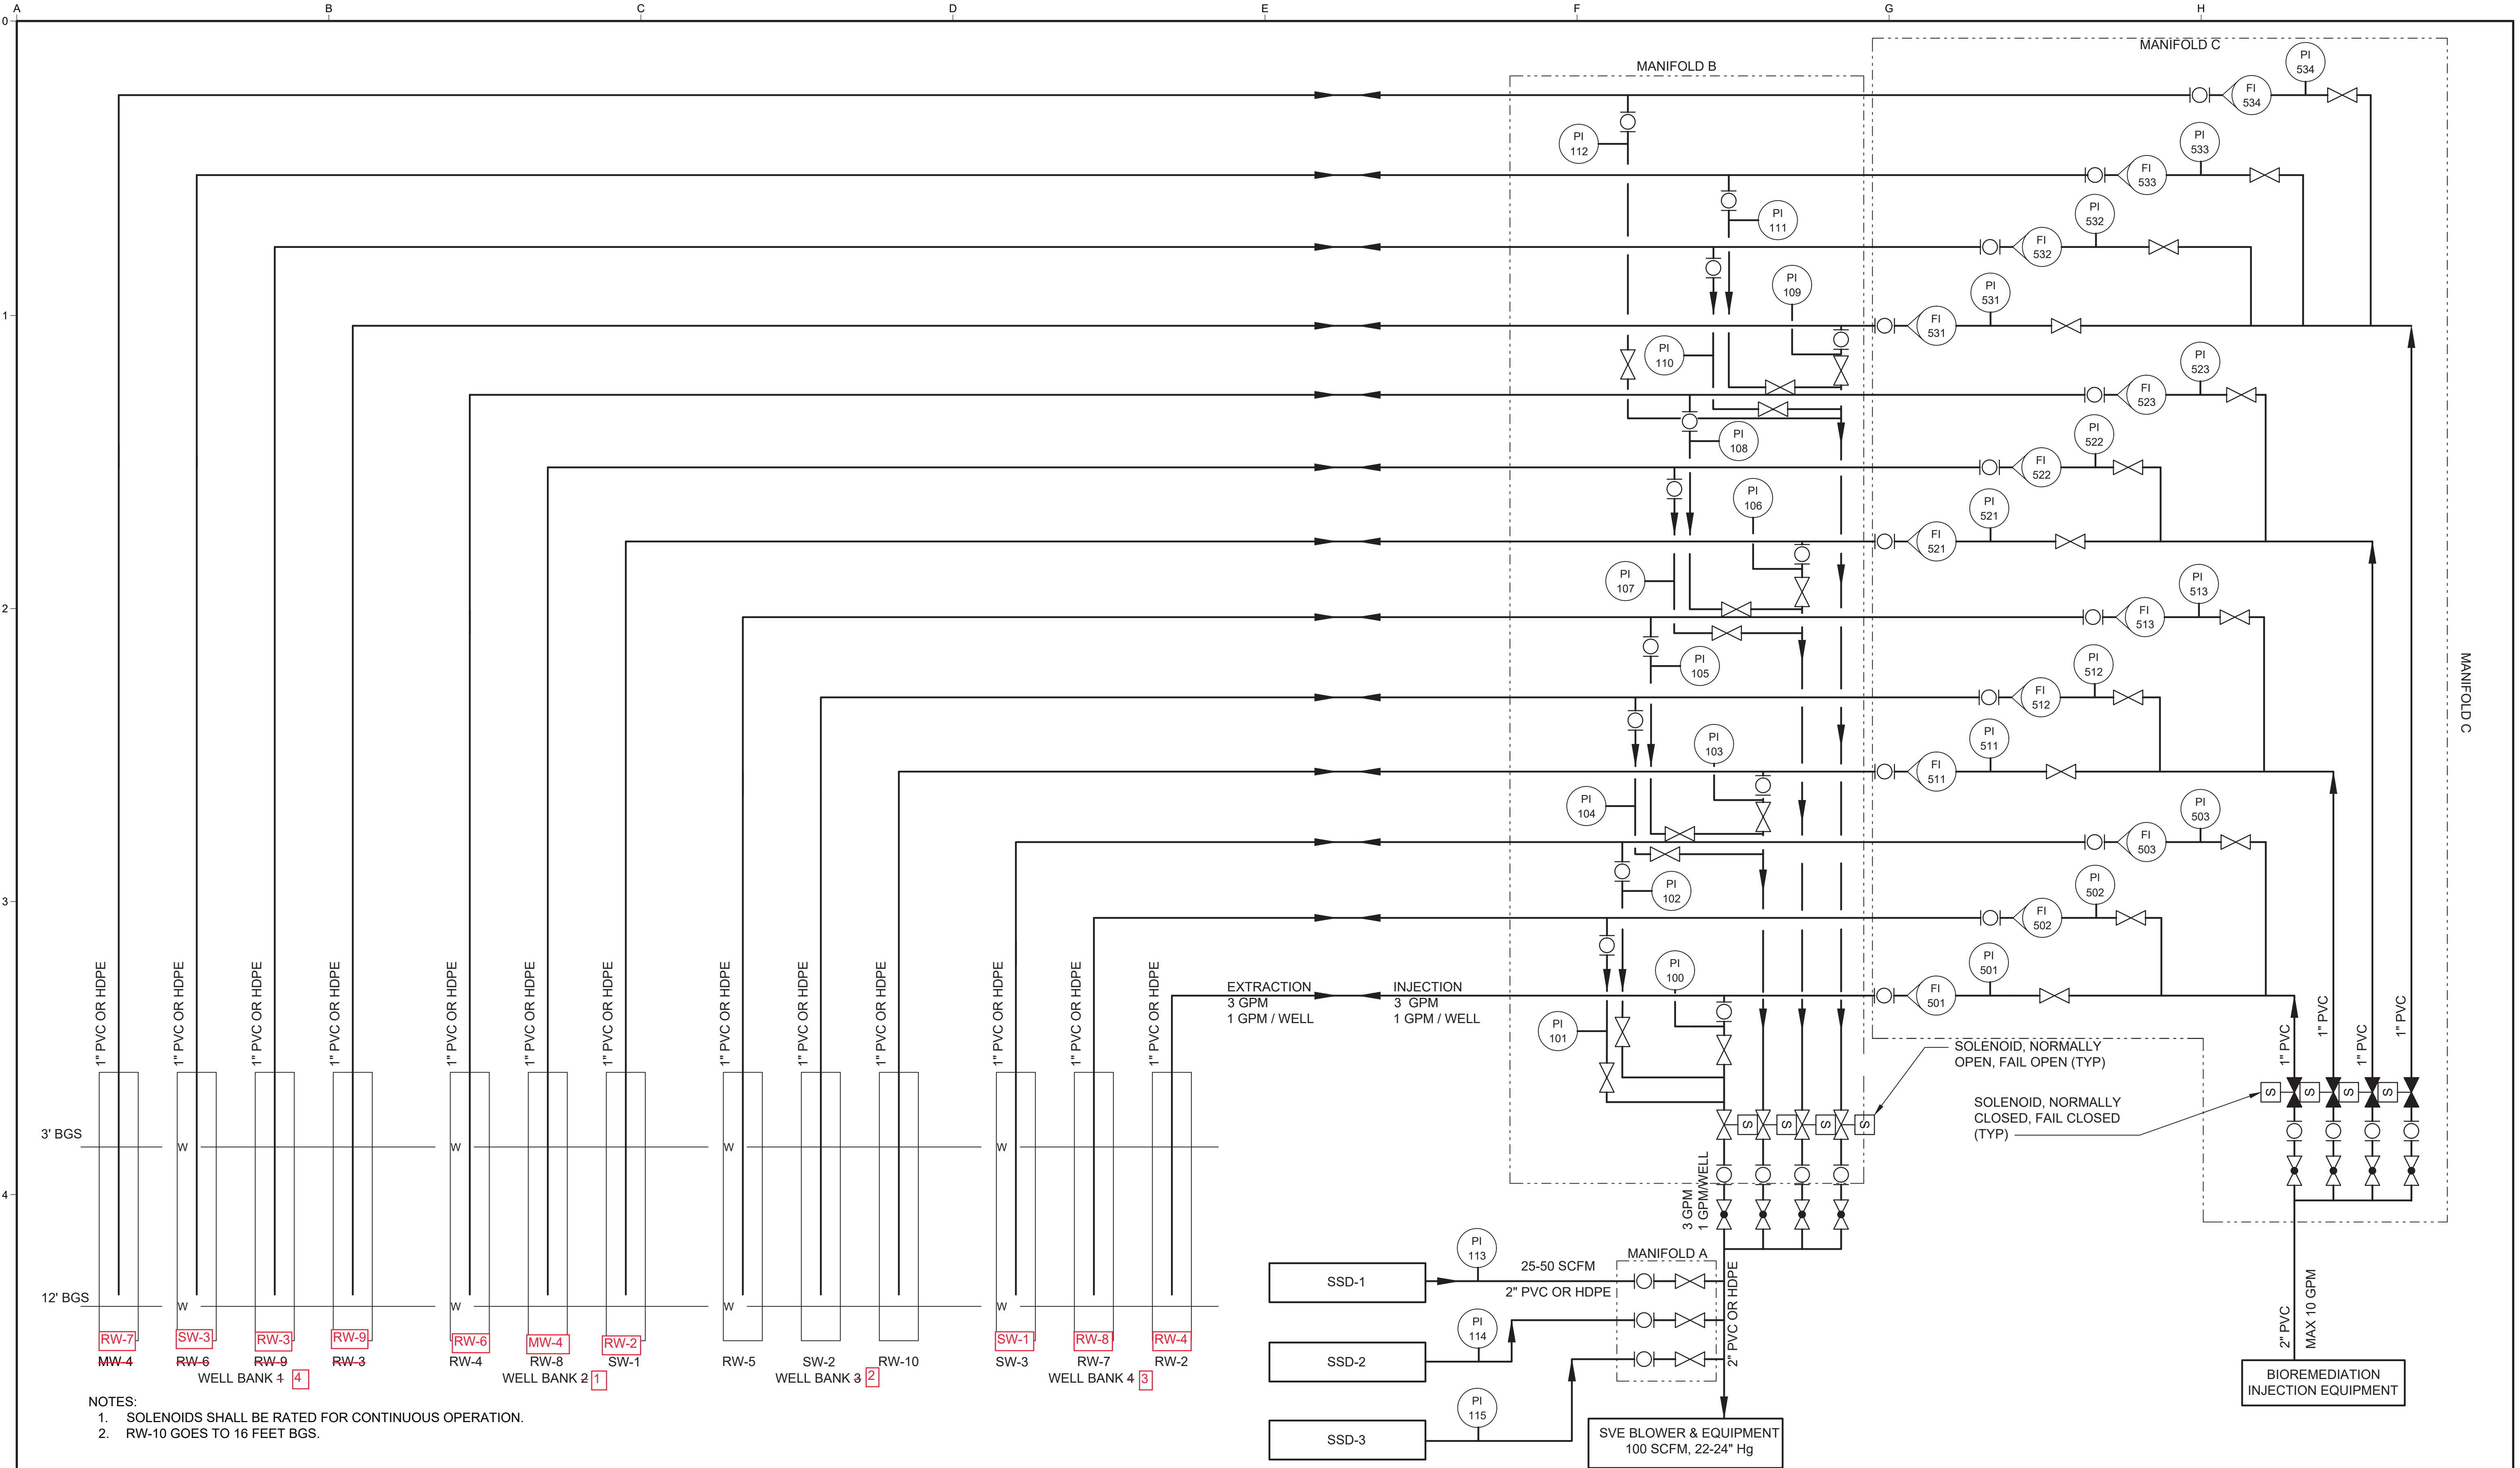 A
B
C
D
E
F
G
H
0
1
2
3
4
MANIFOLD C
MANIFOLD B
PI
534
FI
534
PI
112
PI
533
FI
533
PI
111
PI
532
FI
532
PI
109
PI
531
FI
531
PI
110
PI
523
FI
523
PI
108
PI
522
FI
522
PI
106
PI
521
FI
521
PI
107
PI
513
FI
513
PI
105
PI
512
FI
512
PI
103
PI
511
FI
511
MANIFOLD C
PI
104
PI
503
FI
503
PI
102
PI
502
FI
502
PI
100
PI
501
FI
501
PI
101
EXTRACTION
3 GPM
1 GPM / WELL
INJECTION
3 GPM
1 GPM / WELL
1" PVC OR HDPE
1" PVC OR HDPE
1" PVC OR HDPE
1" PVC OR HDPE
1" PVC OR HDPE
1" PVC OR HDPE
1" PVC OR HDPE
1" PVC OR HDPE
1" PVC OR HDPE
1" PVC OR HDPE
1" PVC OR HDPE
1" PVC OR HDPE
1" PVC OR HDPE
1" PVC
1" PVC
1" PVC
1" PVC
SOLENOID, NORMALLY
OPEN, FAIL OPEN (TYP)
SOLENOID, NORMALLY
CLOSED, FAIL CLOSED
(TYP)
S
S
S
S
S
S
S
S
3' BGS
W
W
W
W
12' BGS
W
W
W
W
3 GPM
1 GPM/WELL
MANIFOLD A
SSD-1
PI
113
25-50 SCFM
2" PVC OR HDPE
2" PVC OR HDPE
SSD-2
PI
114
SSD-3
PI
115
SVE BLOWER & EQUIPMENT
100 SCFM, 22-24" Hg
2" PVC
MAX 10 GPM
BIOREMEDIATION
INJECTION EQUIPMENT
RW-7
SW-3
RW-3
RW-9
RW-6
MW-4
RW-2
SW-1
RW-8
RW-4
MW-4
RW-6
RW-9
RW-3
RW-4
RW-8
SW-1
RW-5
SW-2
RW-10
SW-3
RW-7
RW-2
WELL BANK 1 4
WELL BANK 2 1
WELL BANK 3 2
WELL BANK 4 3
NOTES:
1. SOLENOIDS SHALL BE RATED FOR CONTINUOUS OPERATION.
2. RW-10 GOES TO 16 FEET BGS.